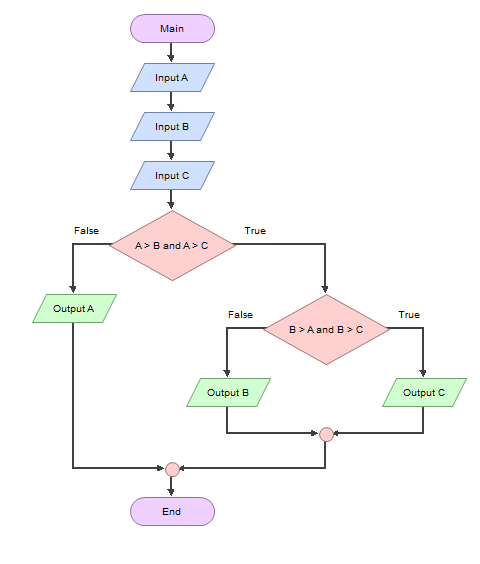 Main
Input A
Input B
Input C
False
True
A > B and A > C
Output A
False
True
B > A and B > C
Output B
Output C
End